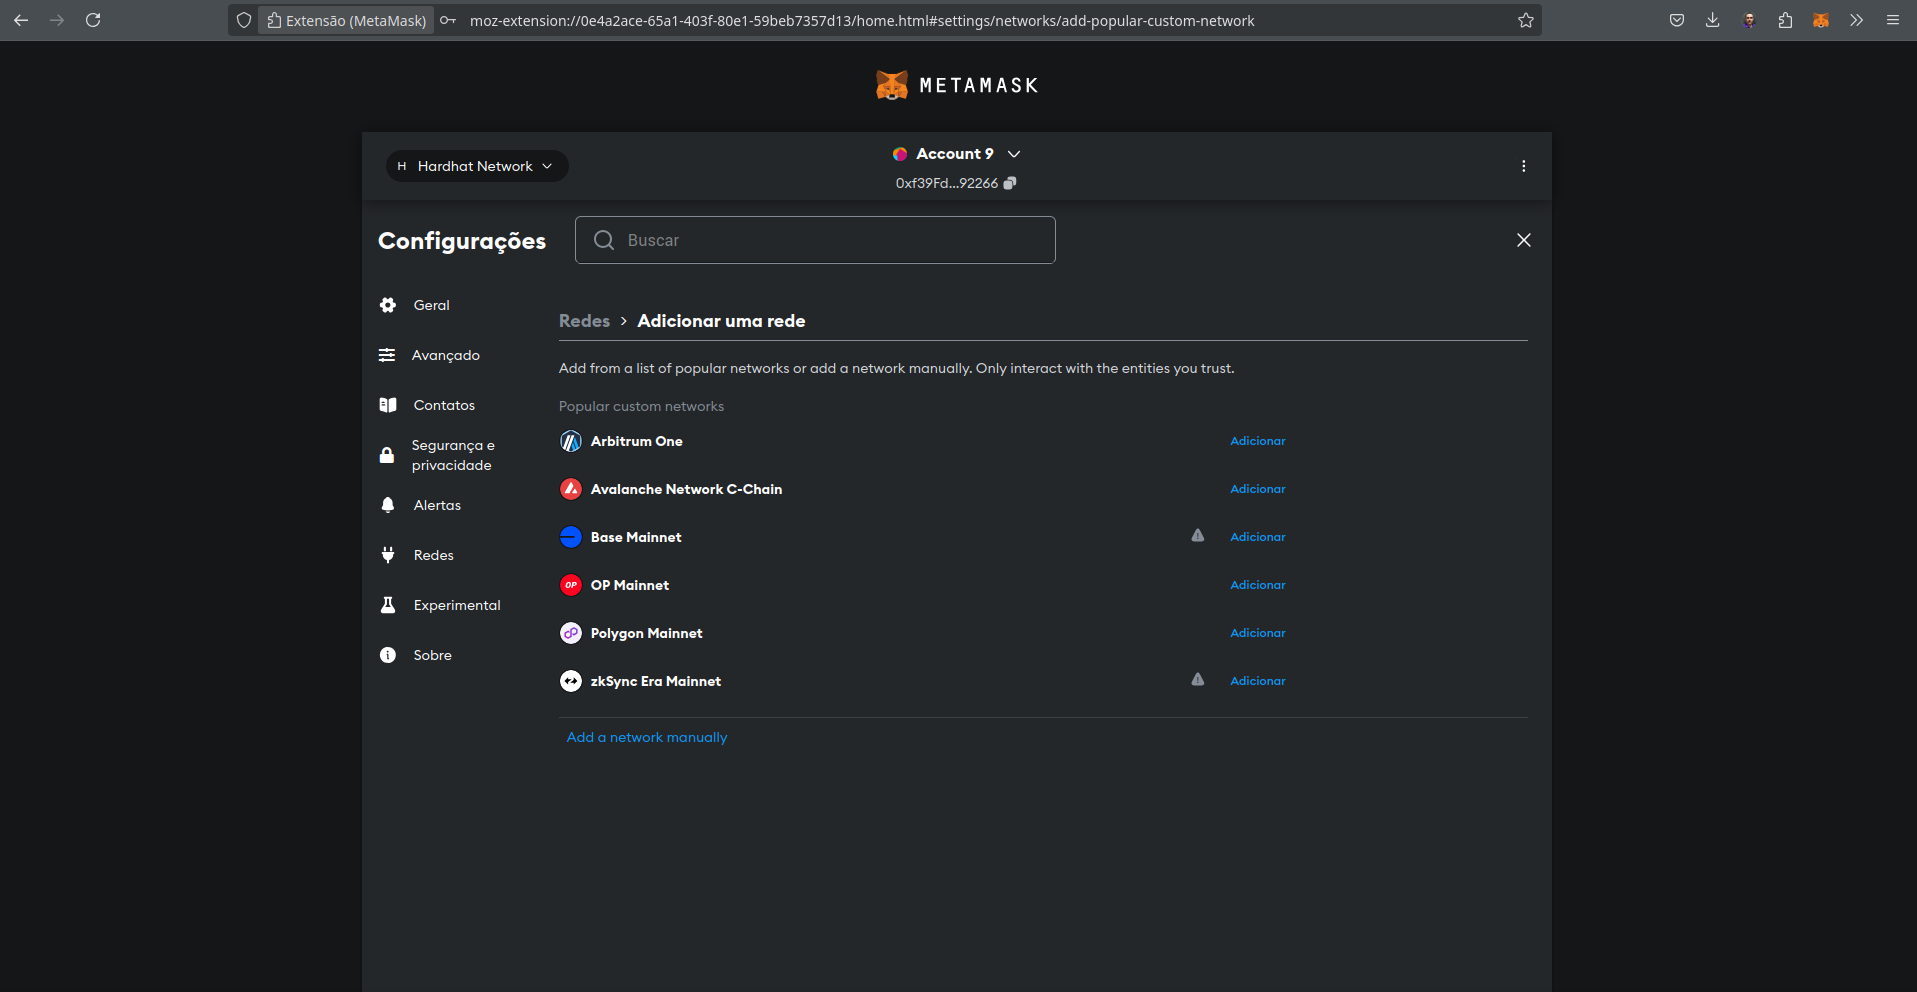 Extensão (MetaMask)
moz-extension://0e4a2ace-65a1-403f-80e1-59beb7357d13/home.html#settings/networks/add-popular-custom-network
METAMASK
H Hardhat Network
Account 9
0xf39Fd...92266
Configurações
Buscar
Geral
Avançado
Contatos
Segurança e
privacidade
Alertas
Redes
Experimental
Sobre
Redes > Adicionar uma rede
Add from a list of popular networks or add a network manually. Only interact with the entities you trust.
Popular custom networks
Arbitrum One Adicionar
Avalanche Network C-Chain Adicionar
Base Mainnet Adicionar
OP OP Mainnet Adicionar
Polygon Mainnet Adicionar
zkSync Era Mainnet Adicionar
Add a network manually